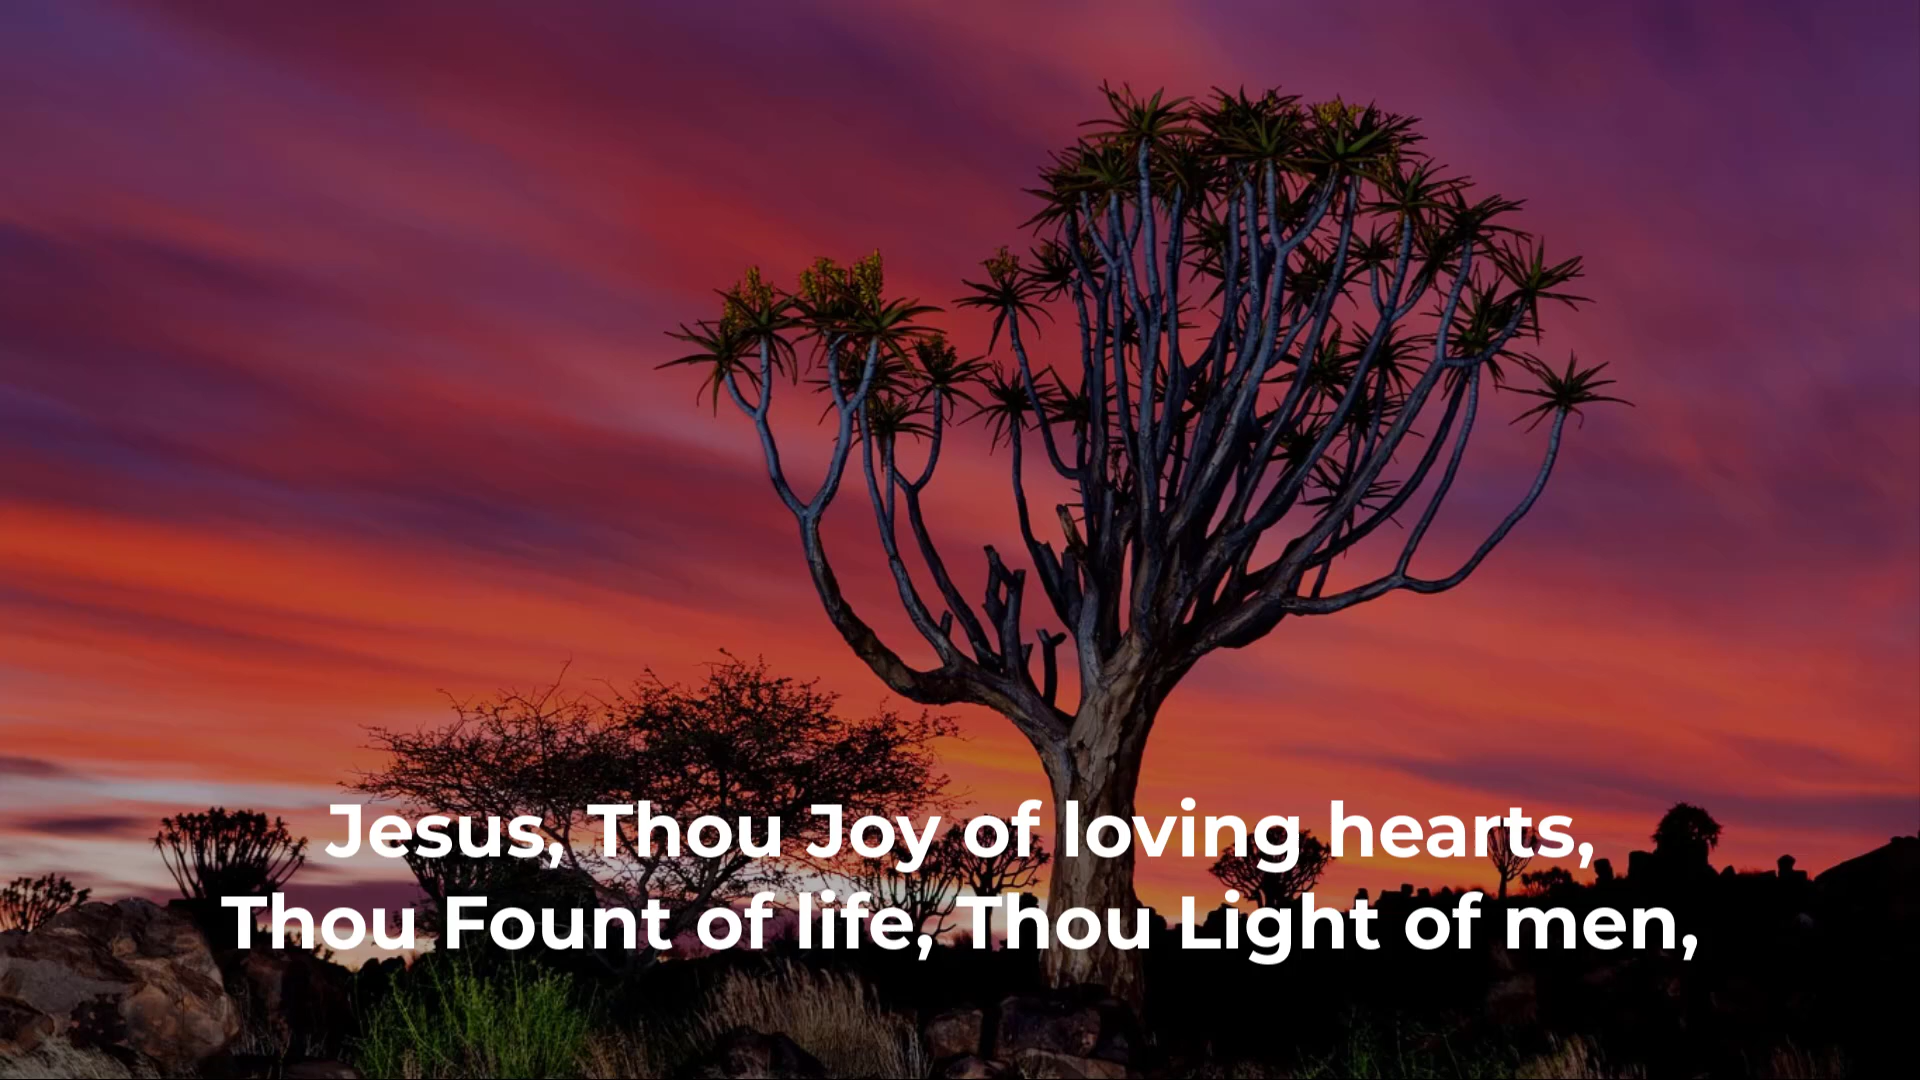 Jesus, Thou Joy of loving hearts,
Thou Fount of life, Thou Light of men,